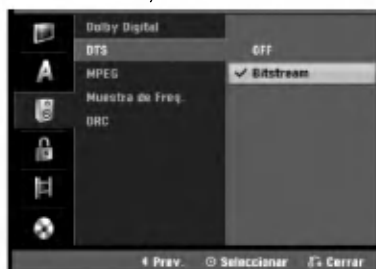 Dolby Digital
DTS OFF
A MPEG ✓ Bitstream
Muestra de Freq.
DRC
Prev. Seleccionar Cerrar